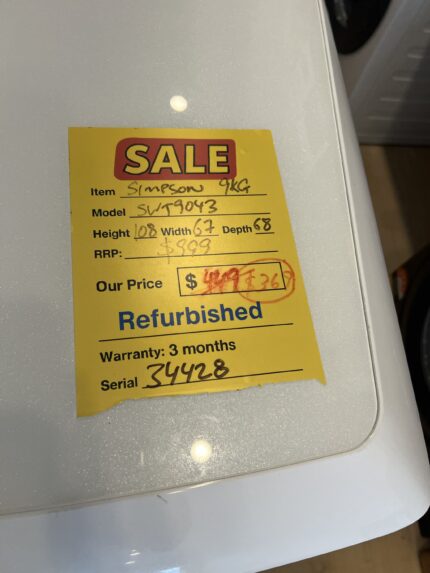 SALE
Item SIMPSON 9KG
Model SWT9043
Height 108 Width 67 Depth 68
RRP: $999
Our Price $ 449 $369
Refurbished
Warranty: 3 months
Serial 34428